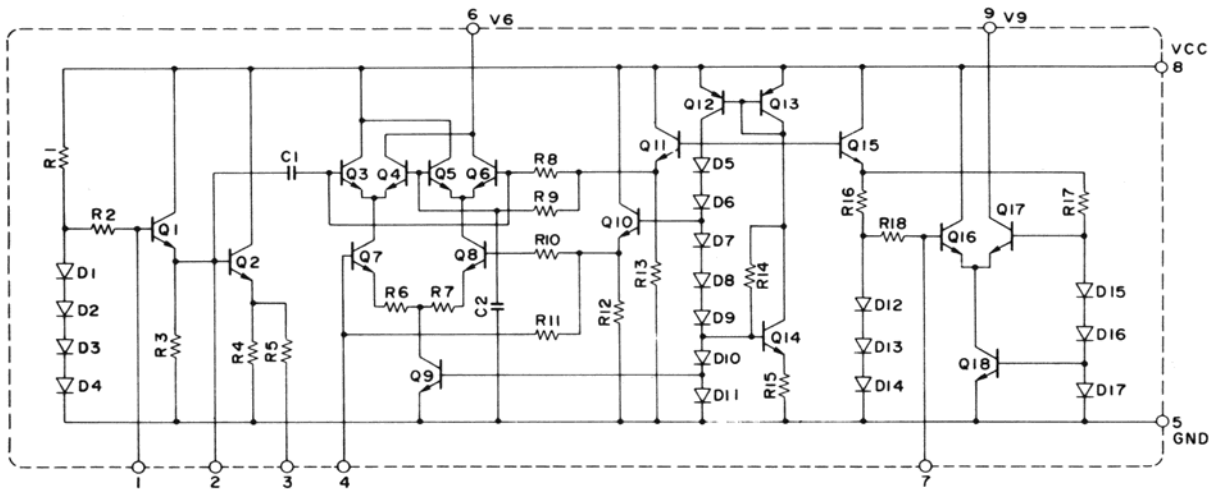 6 V6
9 V9
VCC
8
Q12
Q13
R1
C1
Q3
Q4
Q5
Q6
R8
Q11
Q15
D5
R9
R16
R17
R2
Q1
D6
Q10
R18
Q16
Q17
Q2
Q7
Q8
R10
D7
D1
R13
R14
D8
D15
D2
R6
R7
C2
R12
D9
D12
D16
R3
R4
R5
R11
Q14
D13
D3
D10
Q18
Q9
D4
D11
R15
D14
D17
5
GND
1
2
3
4
7